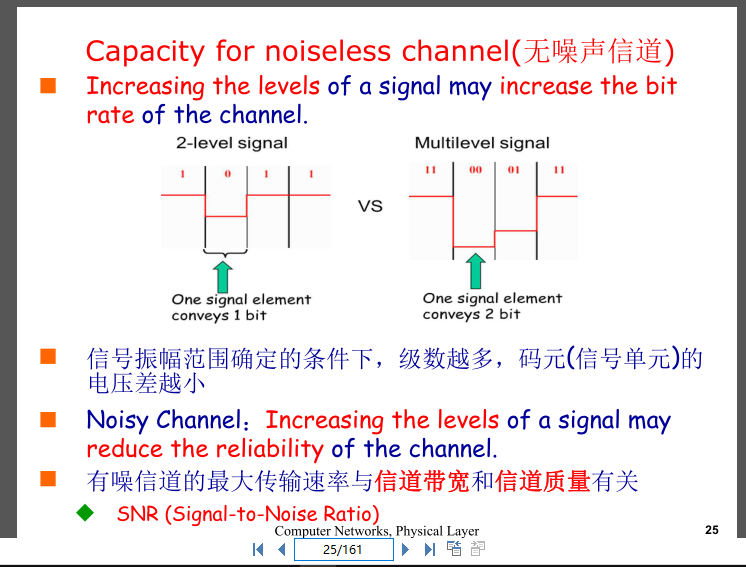 Capacity for noiseless channel(无噪声信道)
Increasing the levels of a signal may increase the bit
rate of the channel.
2-level signal
Multilevel signal
1 0 1 1
11 00 01 11
VS
One signal element
conveys 1 bit
One signal element
conveys 2 bit
信号振幅范围确定的条件下，级数越多，码元(信号单元)的
电压差越小
Noisy Channel：Increasing the levels of a signal may
reduce the reliability of the channel.
有噪信道的最大传输速率与信道带宽和信道质量有关
SNR (Signal-to-Noise Ratio)
Computer Networks, Physical Layer
25
25/161